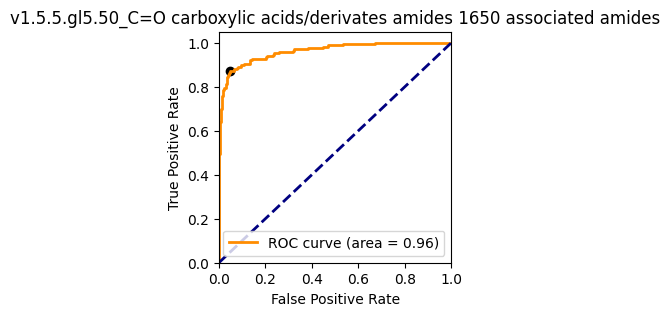 v1.5.5.gl5.50_C=O carboxylic acids/derivates amides 1650 associated amides
1.0
0.8
0.6
0.4
0.2
0.0
True Positive Rate
ROC curve (area = 0.96)
0.0 0.2 0.4 0.6 0.8 1.0
False Positive Rate